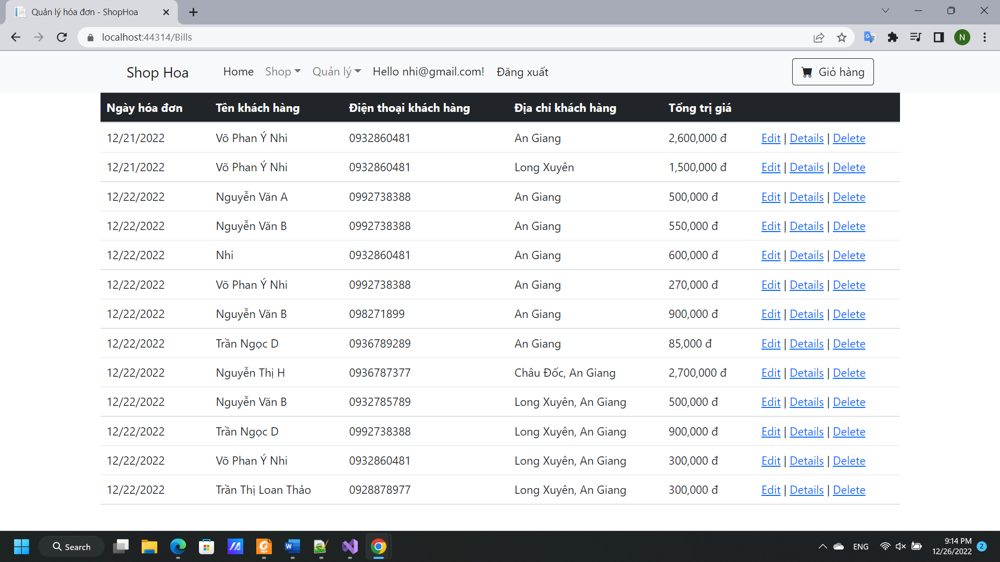 Quản lý hóa đơn - ShopHoa
localhost:44314/Bills
N
Shop Hoa Home Shop Quản lý Hello nhi@gmail.com! Đăng xuất Giỏ hàng
Ngày hóa đơn Tên khách hàng Điện thoại khách hàng Địa chỉ khách hàng Tổng trị giá
12/21/2022 Võ Phan Ý Nhi 0932860481 An Giang 2,600,000 đ Edit | Details | Delete
12/21/2022 Võ Phan Ý Nhi 0932860481 Long Xuyên 1,500,000 đ Edit | Details | Delete
12/22/2022 Nguyễn Văn A 0992738388 An Giang 500,000 đ Edit | Details | Delete
12/22/2022 Nguyễn Văn B 0992738388 An Giang 550,000 đ Edit | Details | Delete
12/22/2022 Nhi 0932860481 An Giang 600,000 đ Edit | Details | Delete
12/22/2022 Võ Phan Ý Nhi 0992738388 An Giang 270,000 đ Edit | Details | Delete
12/22/2022 Nguyễn Văn B 098271899 An Giang 900,000 đ Edit | Details | Delete
12/22/2022 Trần Ngọc D 0936789289 An Giang 85,000 đ Edit | Details | Delete
12/22/2022 Nguyễn Thị H 0936787377 Châu Đốc, An Giang 2,700,000 đ Edit | Details | Delete
12/22/2022 Nguyễn Văn B 0932785789 Long Xuyên, An Giang 500,000 đ Edit | Details | Delete
12/22/2022 Trần Ngọc D 0992738388 Long Xuyên, An Giang 900,000 đ Edit | Details | Delete
12/22/2022 Võ Phan Ý Nhi 0932860481 Long Xuyên, An Giang 300,000 đ Edit | Details | Delete
12/22/2022 Trần Thị Loan Thảo 0928878977 Long Xuyên, An Giang 300,000 đ Edit | Details | Delete
Search ENG 9:14 PM
12/26/2022 2